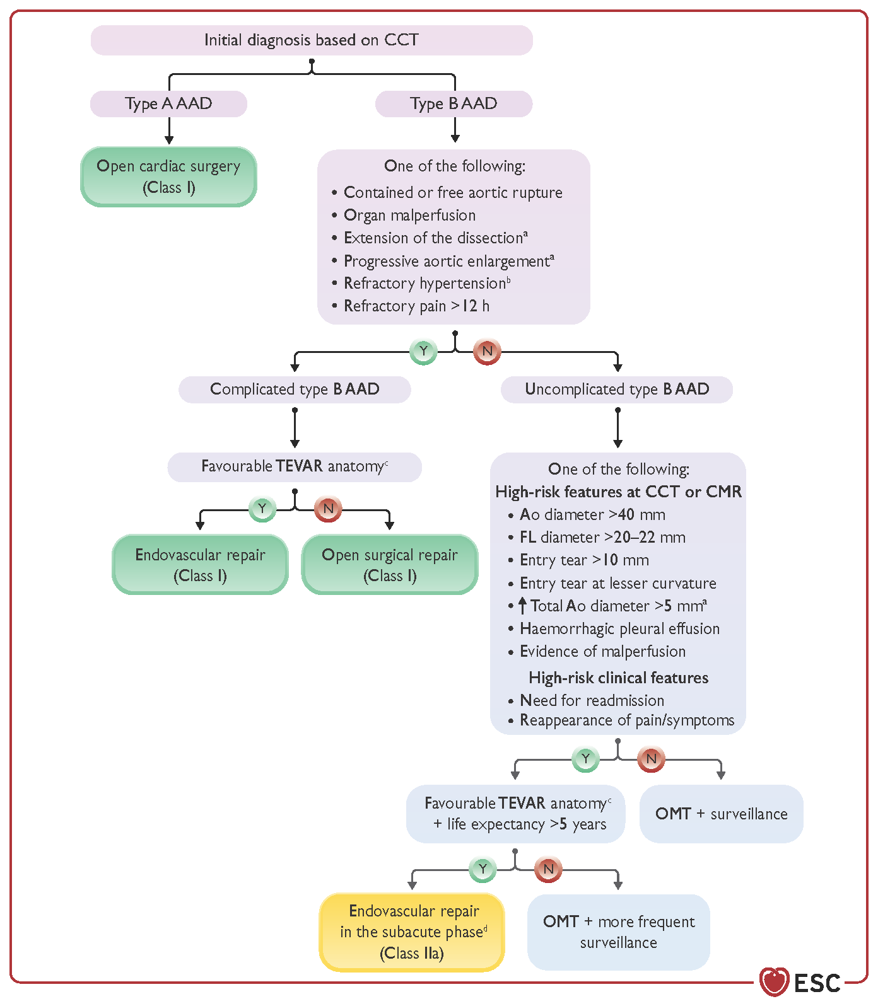 Initial diagnosis based on CCT
Type A AAD
Type B AAD
Open cardiac surgery
(Class I)
One of the following:
• Contained or free aortic rupture
• Organ malperfusion
• Extension of the dissectionᵃ
• Progressive aortic enlargementᵃ
• Refractory hypertensionᵇ
• Refractory pain >12 h
Y
N
Complicated type B AAD
Uncomplicated type B AAD
Favourable TEVAR anatomyᶜ
Y
N
Endovascular repair
(Class I)
Open surgical repair
(Class I)
One of the following:
High-risk features at CCT or CMR
• Ao diameter >40 mm
• FL diameter >20–22 mm
• Entry tear >10 mm
• Entry tear at lesser curvature
• ↑ Total Ao diameter >5 mmᵃ
• Haemorrhagic pleural effusion
• Evidence of malperfusion
High-risk clinical features
• Need for readmission
• Reappearance of pain/symptoms
Y
N
Favourable TEVAR anatomyᶜ
+ life expectancy >5 years
OMT + surveillance
Y
N
Endovascular repair
in the subacute phaseᵈ
(Class IIa)
OMT + more frequent
surveillance
ESC